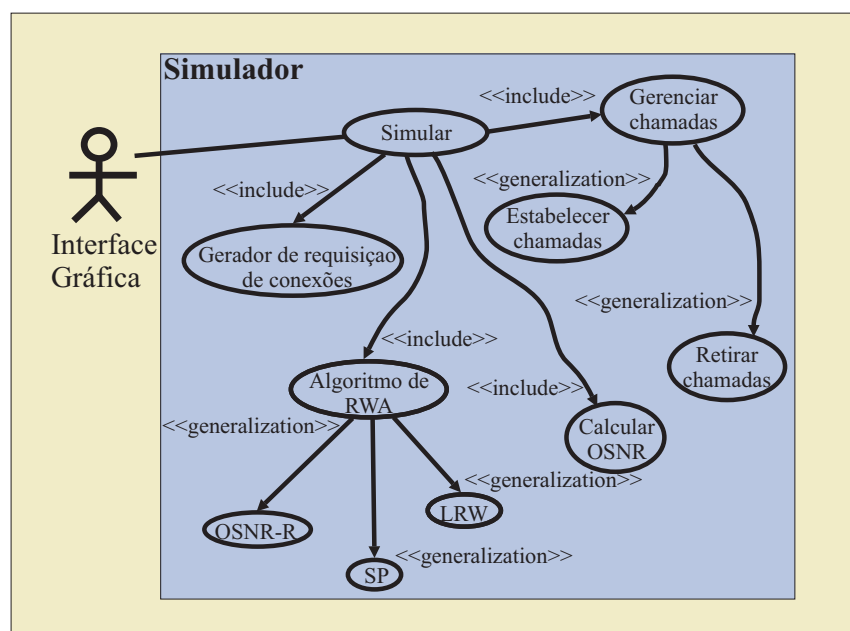 Simulador
<<include>>
Gerenciar
chamadas
Simular
<<include>>
<<generalization>>
Estabelecer
chamadas
Interface
Gráfica
Gerador de requisiçao
de conexões
<<generalization>>
<<include>>
Retirar
chamadas
Algoritmo de
RWA
<<include>>
<<generalization>>
Calcular
OSNR
<<generalization>>
LRW
OSNR-R
<<generalization>>
SP